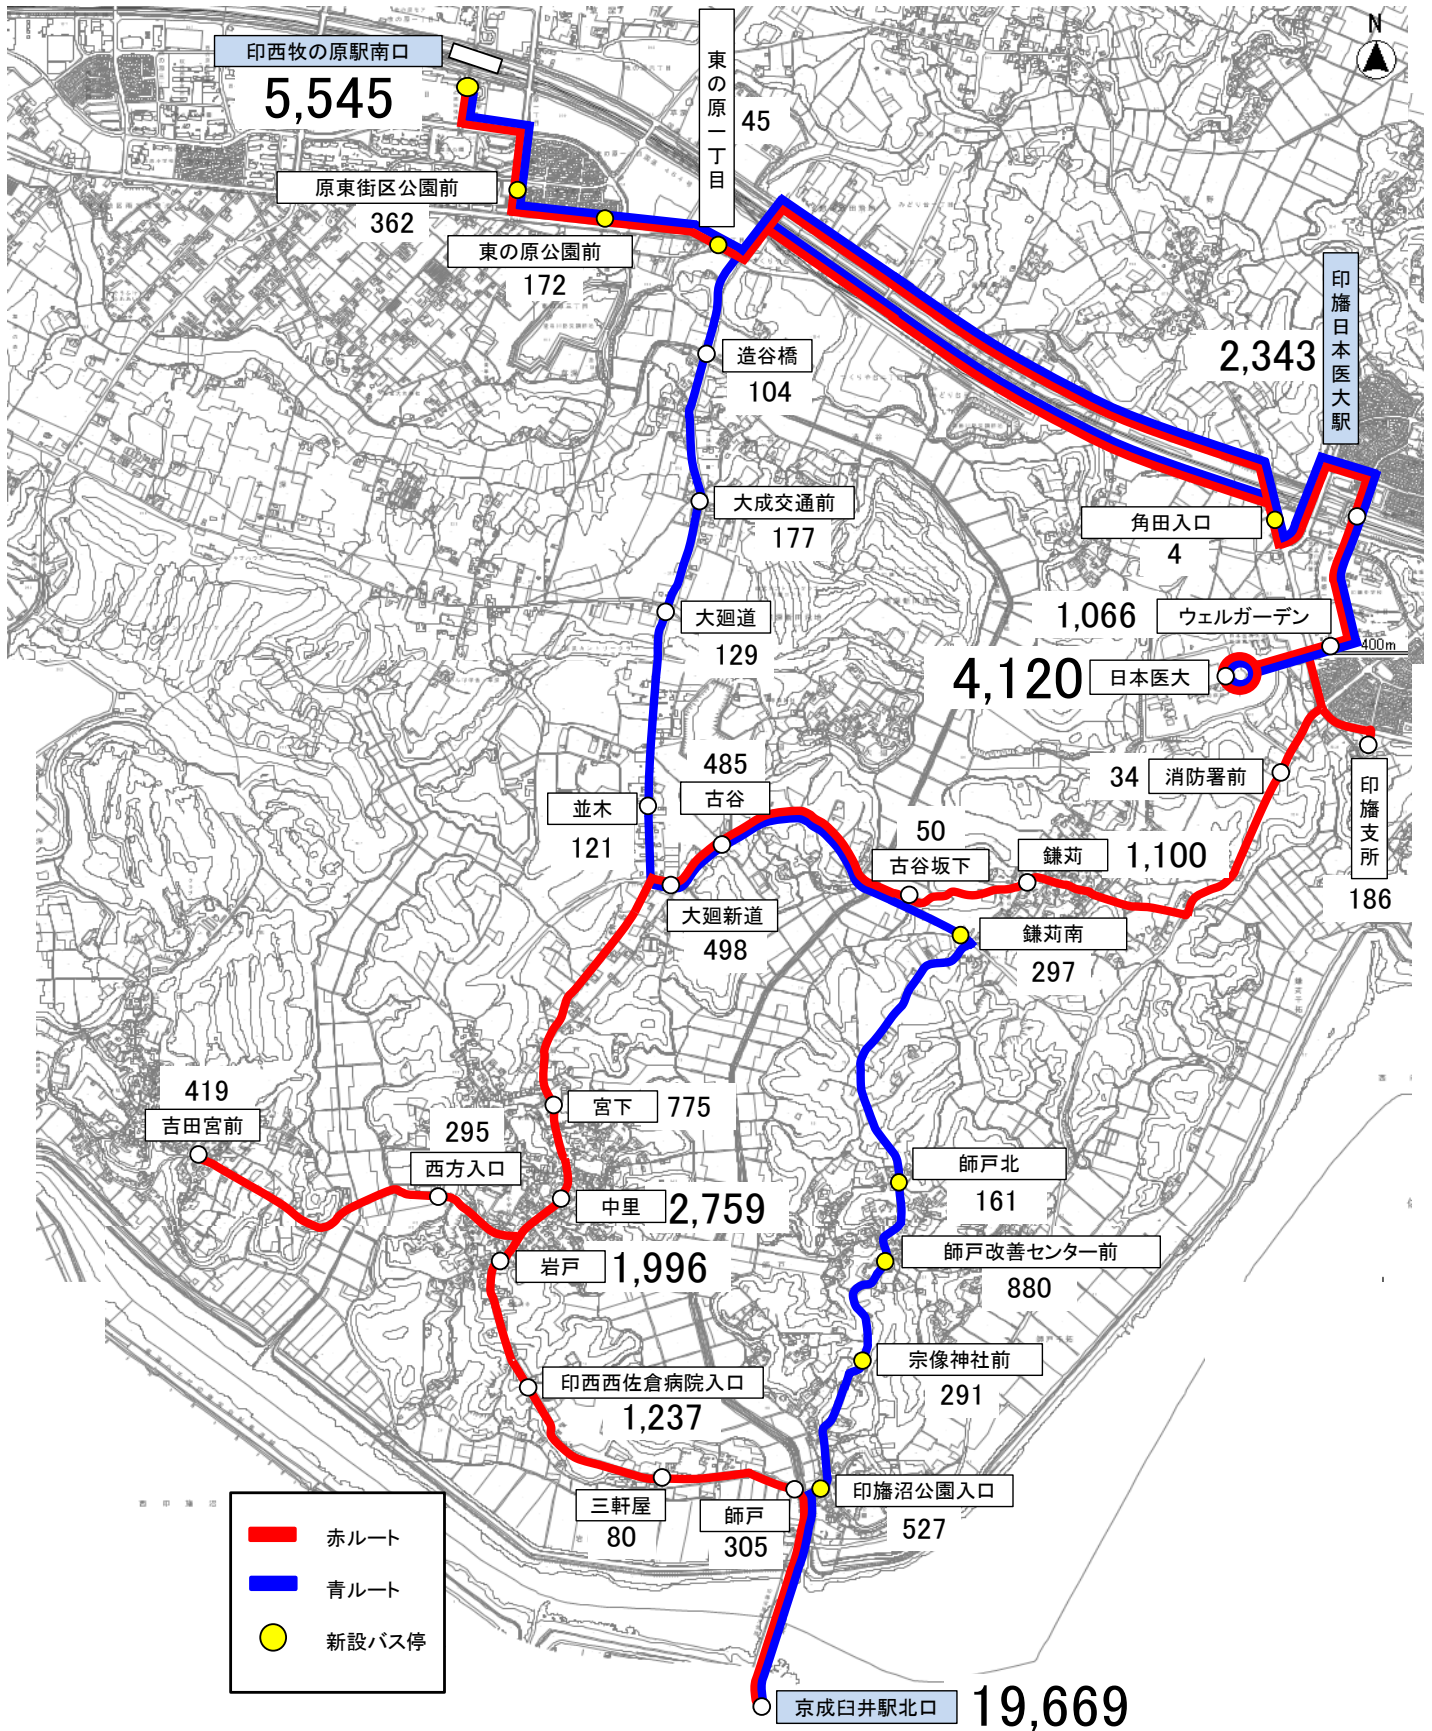 N
印西牧の原駅南口
5,545
東の原一丁目
45
原東街区公園前
362
東の原公園前
172
印旛日本医大駅
2,343
造谷橋
104
大成交通前
177
角田入口
4
大廻道
129
1,066
ウェルガーデン
400m
4,120
日本医大
485
古谷
34
消防署前
印旛支所
186
並木
121
50
古谷坂下
鎌苅
1,100
大廻新道
498
鎌苅南
297
419
吉田宮前
295
西方入口
宮下
775
師戸北
161
中里
2,759
岩戸
1,996
師戸改善センター前
880
宗像神社前
291
印西西佐倉病院入口
1,237
三軒屋
80
師戸
305
印旛沼公園入口
527
赤ルート
青ルート
新設バス停
京成臼井駅北口
19,669